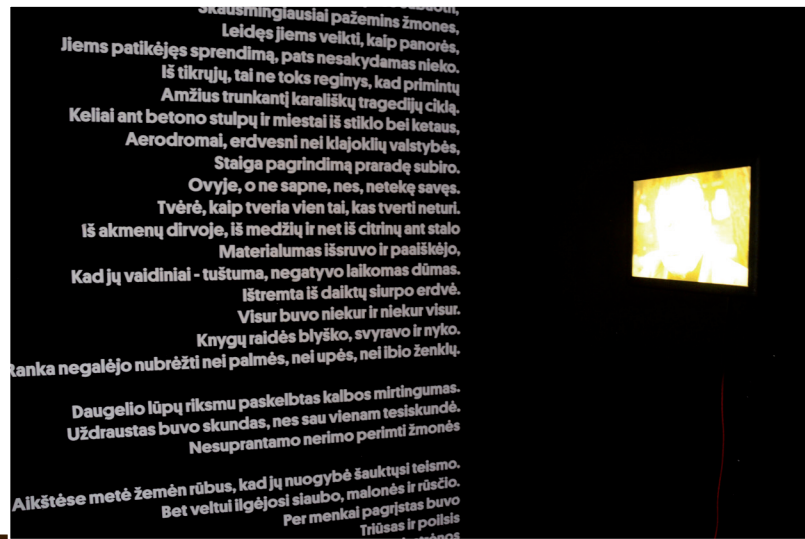 Skausmingiausiai pažemins žmones,
Leidęs jiems veikti, kaip panorės,
Jiems patikėjęs sprendimą, pats nesakydamas nieko.
Iš tikrųjų, tai ne toks reginys, kad primintų
Amžius trunkantį karališkų tragedijų ciklą.
Keliai ant betono stulpų ir miestai iš stiklo bei ketaus,
Aerodromai, erdvesni nei klajoklių valstybės,
Staiga pagrindimą praradę subiro.
Ovyje, o ne sapne, nes, netekę savęs.
Tvėrė, kaip tveria vien tai, kas tverti neturi.
Iš akmenų dirvoje, iš medžių ir net iš citrinų ant stalo
Materialumas išsruvo ir paaiškėjo,
Kad jų vaidiniai - tuštuma, negatyvo laikomas dūmas.
Ištremta iš daiktų siurpo erdvė.
Visur buvo niekur ir niekur visur.
Knygų raidės blyško, svyravo ir nyko.
Ranka negalėjo nubrėžti nei palmės, nei upės, nei ibio ženklų.
Daugelio lūpų riksmu paskelbtas kalbos mirtingumas.
Uždraustas buvo skundas, nes sau vienam tesiskundė.
Nesuprantamo nerimo perimti žmonės
Aikštėse metė žemėn rūbus, kad jų nuogybė šauktųsi teismo.
Bet veltui ilgėjosi siaubo, malonės ir rūsčio.
Per menkai pagrįstas buvo
Triūsas ir poilsis